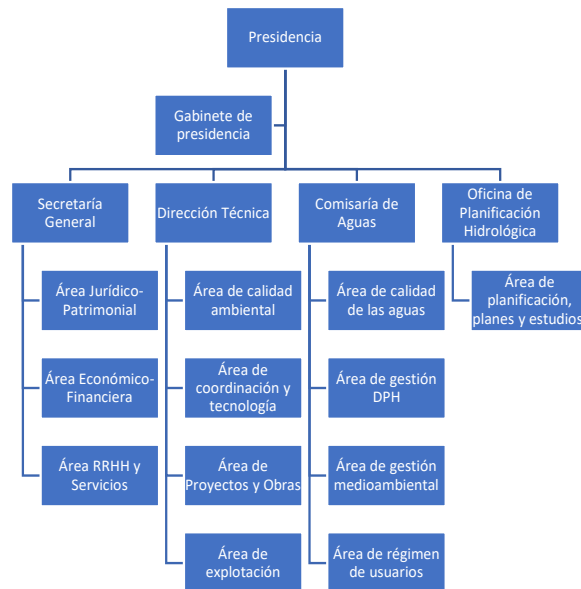 Presidencia
Gabinete de
presidencia
Secretaría
General
Dirección Técnica
Comisaría de
Aguas
Oficina de
Planificación
Hidrológica
Área Jurídico-
Patrimonial
Área de calidad
ambiental
Área de calidad
de las aguas
Área de
planificación,
planes y estudios
Área Económico-
Financiera
Área de
coordinación y
tecnología
Área de gestión
DPH
Área RRHH y
Servicios
Área de
Proyectos y Obras
Área de gestión
medioambiental
Área de
explotación
Área de régimen
de usuarios